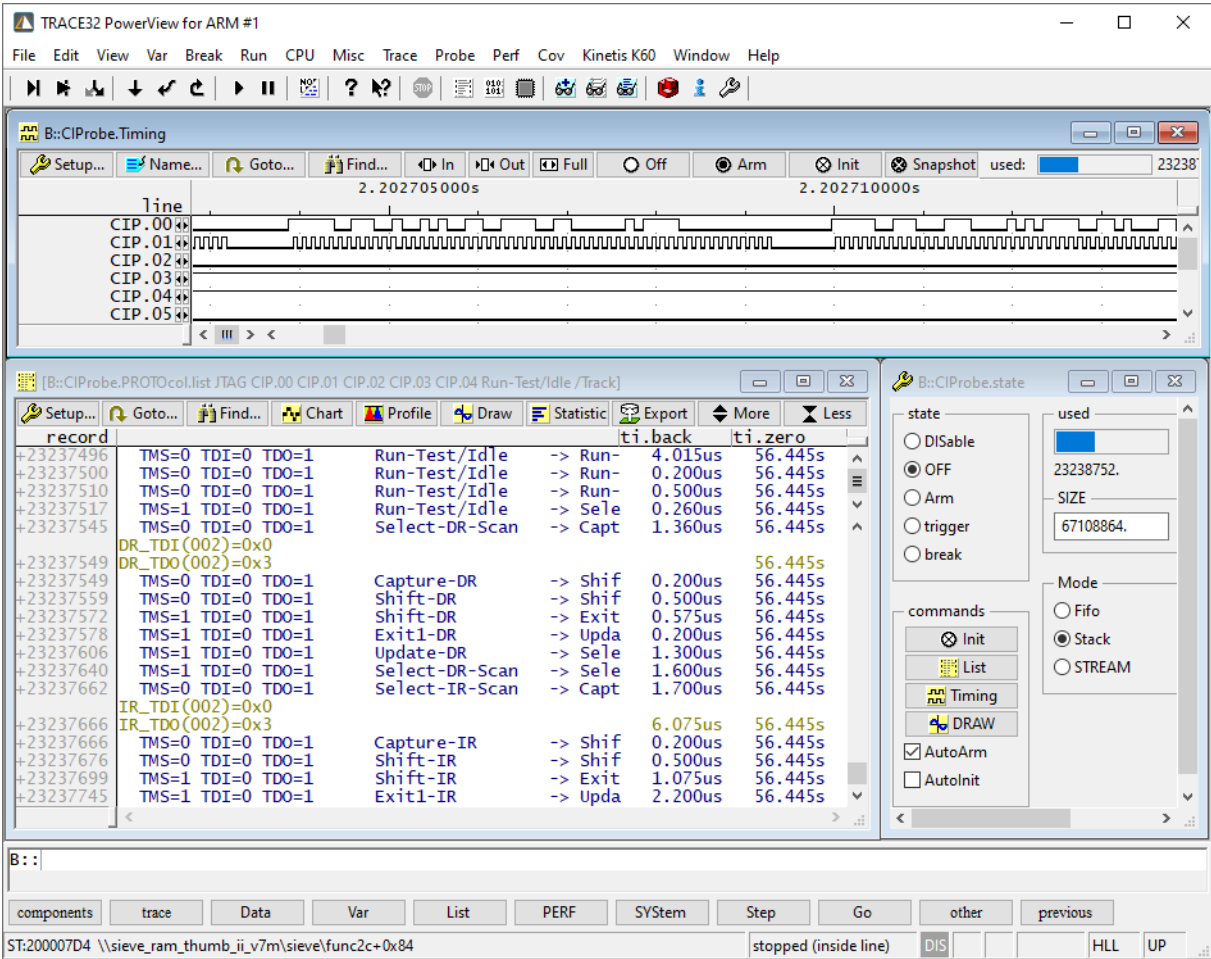 TRACE32 PowerView for ARM #1
File Edit View Var Break Run CPU Misc Trace Probe Perf Cov Kinetis K60 Window Help
B::CIProbe.Timing
Setup... Name... Goto... Find... In Out Full Off Arm Init Snapshot used: 23238
2.202705000s 2.202710000s
line
CIP.00
CIP.01
CIP.02
CIP.03
CIP.04
CIP.05
[B::CIProbe.PROTOcol.list JTAG CIP.00 CIP.01 CIP.02 CIP.03 CIP.04 Run-Test/Idle /Track]
Setup... Goto... Find... Chart Profile Draw Statistic Export More Less
record ti.back ti.zero
+23237496 TMS=0 TDI=0 TDO=1 Run-Test/Idle -> Run- 4.015us 56.445s
+23237500 TMS=0 TDI=0 TDO=1 Run-Test/Idle -> Run- 0.200us 56.445s
+23237510 TMS=0 TDI=0 TDO=1 Run-Test/Idle -> Run- 0.500us 56.445s
+23237517 TMS=1 TDI=0 TDO=1 Run-Test/Idle -> Sele 0.260us 56.445s
+23237545 TMS=0 TDI=0 TDO=1 Select-DR-Scan -> Capt 1.360us 56.445s
DR_TDI(002)=0x0
+23237549 DR_TDO(002)=0x3 56.445s
+23237549 TMS=0 TDI=0 TDO=1 Capture-DR -> Shif 0.200us 56.445s
+23237559 TMS=0 TDI=0 TDO=1 Shift-DR -> Shif 0.500us 56.445s
+23237572 TMS=1 TDI=0 TDO=1 Shift-DR -> Exit 0.575us 56.445s
+23237578 TMS=1 TDI=0 TDO=1 Exit1-DR -> Upda 0.200us 56.445s
+23237606 TMS=1 TDI=0 TDO=1 Update-DR -> Sele 1.300us 56.445s
+23237640 TMS=1 TDI=0 TDO=1 Select-DR-Scan -> Sele 1.600us 56.445s
+23237662 TMS=0 TDI=0 TDO=1 Select-IR-Scan -> Capt 1.700us 56.445s
IR_TDI(002)=0x0
+23237666 IR_TDO(002)=0x3 6.075us 56.445s
+23237666 TMS=0 TDI=0 TDO=1 Capture-IR -> Shif 0.200us 56.445s
+23237676 TMS=0 TDI=0 TDO=1 Shift-IR -> Shif 0.500us 56.445s
+23237699 TMS=1 TDI=0 TDO=1 Shift-IR -> Exit 1.075us 56.445s
+23237745 TMS=1 TDI=0 TDO=1 Exit1-IR -> Upda 2.200us 56.445s
B::CIProbe.state
state
DISable
OFF
Arm
trigger
break
commands
Init
List
Timing
DRAW
AutoArm
AutoInit
used
23238752.
SIZE
67108864.
Mode
Fifo
Stack
STREAM
B::
components trace Data Var List PERF SYStem Step Go other previous
ST:200007D4 \\sieve_ram_thumb_ii_v7m\sieve\func2c+0x84 stopped (inside line) DIS HLL UP